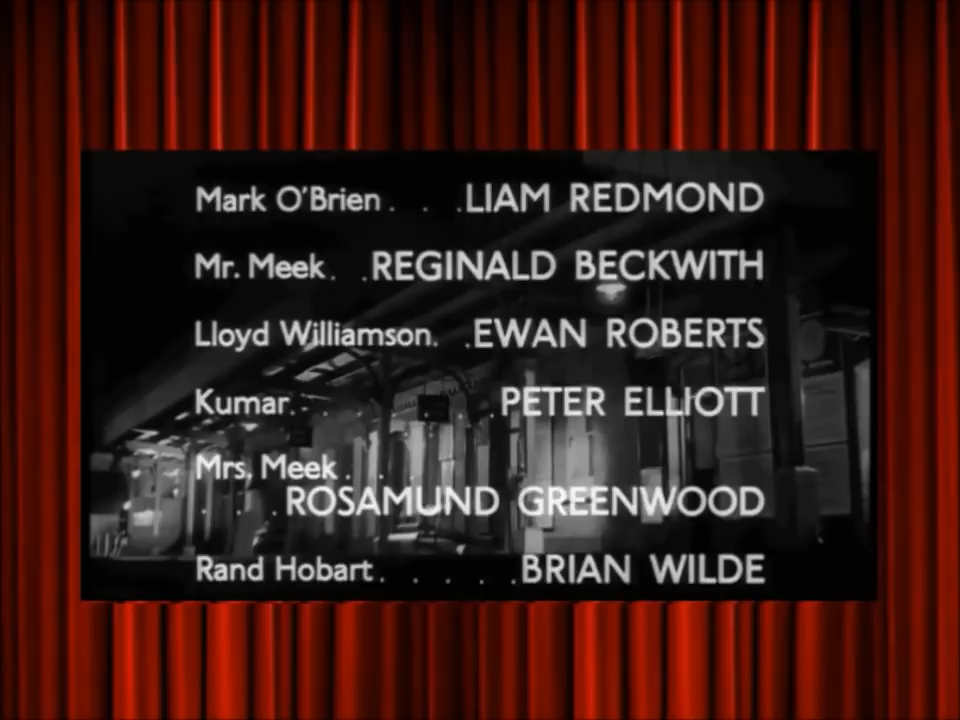 Mark O'Brien . . .LIAM REDMOND
Mr. Meek. .REGINALD BECKWITH
Lloyd Williamson. .EWAN ROBERTS
Kumar. . . . .PETER ELLIOTT
Mrs. Meek . .
. . .ROSAMUND GREENWOOD
Rand Hobart. . . . . .BRIAN WILDE